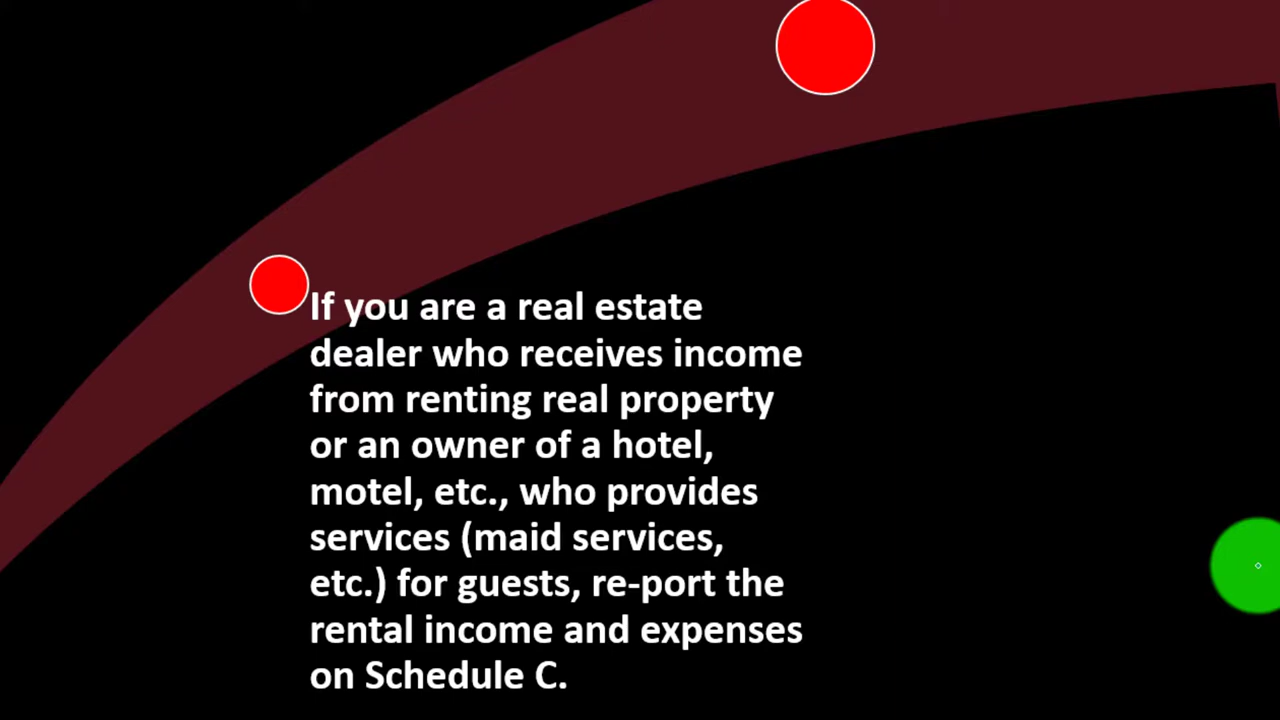 If you are a real estate
dealer who receives income
from renting real property
or an owner of a hotel,
motel, etc., who provides
services (maid services,
etc.) for guests, re-port the
rental income and expenses
on Schedule C.